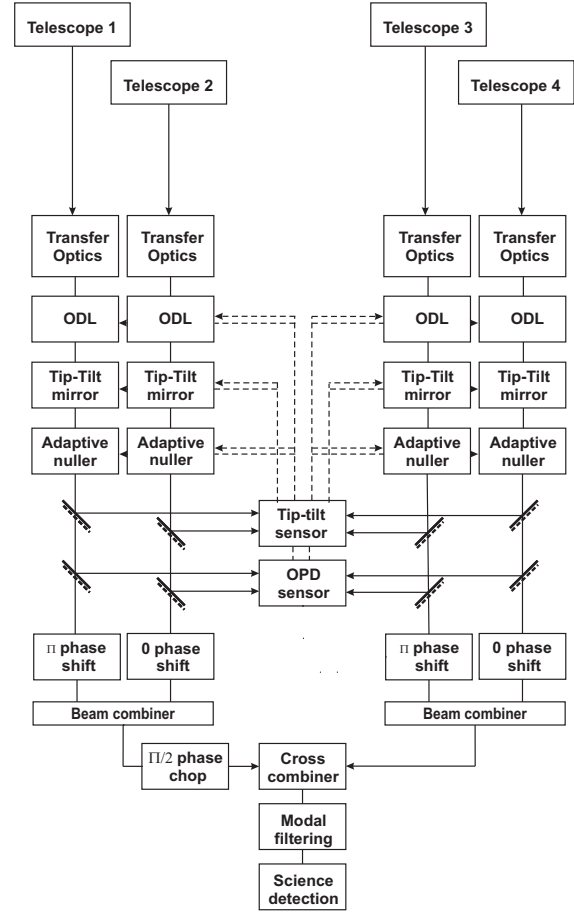 Telescope 1
Telescope 3
Telescope 2
Telescope 4
Transfer
Optics
Transfer
Optics
Transfer
Optics
Transfer
Optics
ODL
ODL
ODL
ODL
Tip-Tilt
mirror
Tip-Tilt
mirror
Tip-Tilt
mirror
Tip-Tilt
mirror
Adaptive
nuller
Adaptive
nuller
Adaptive
nuller
Adaptive
nuller
Tip-tilt
sensor
OPD
sensor
π phase
shift
0 phase
shift
π phase
shift
0 phase
shift
Beam combiner
Beam combiner
Π/2 phase
chop
Cross
combiner
Modal
filtering
Science
detection